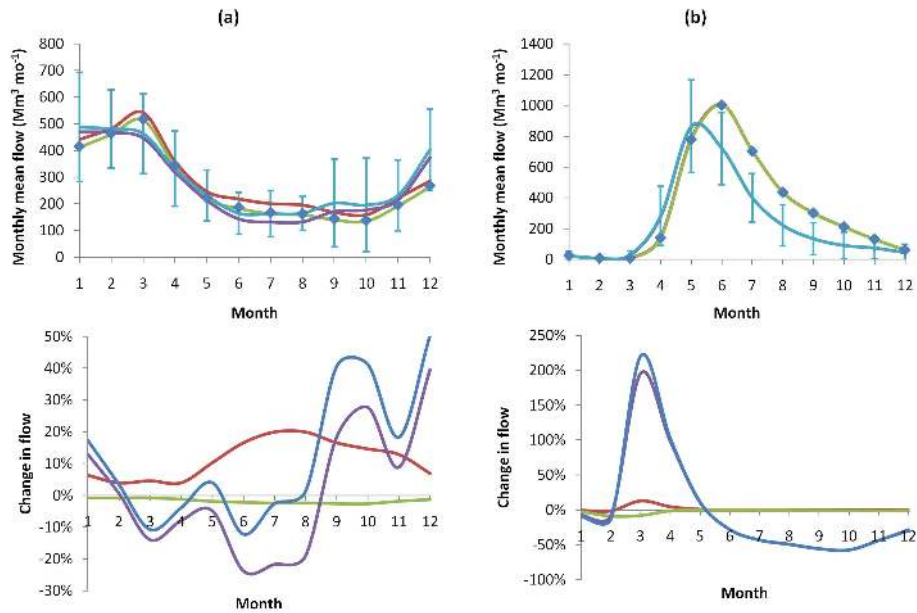 (a)
Monthly mean flow (Mm³ mo⁻¹)
800
700
600
500
400
300
200
100
0
1 2 3 4 5 6 7 8 9 10 11 12
Month
(b)
Monthly mean flow (Mm³ mo⁻¹)
1400
1200
1000
800
600
400
200
0
1 2 3 4 5 6 7 8 9 10 11 12
Month
Change in flow
50%
40%
30%
20%
10%
0%
-10%
-20%
-30%
1 2 3 4 5 6 7 8 9 10 11 12
Month
Change in flow
250%
200%
150%
100%
50%
0%
-50%
-100%
1 2 3 4 5 6 7 8 9 10 11 12
Month